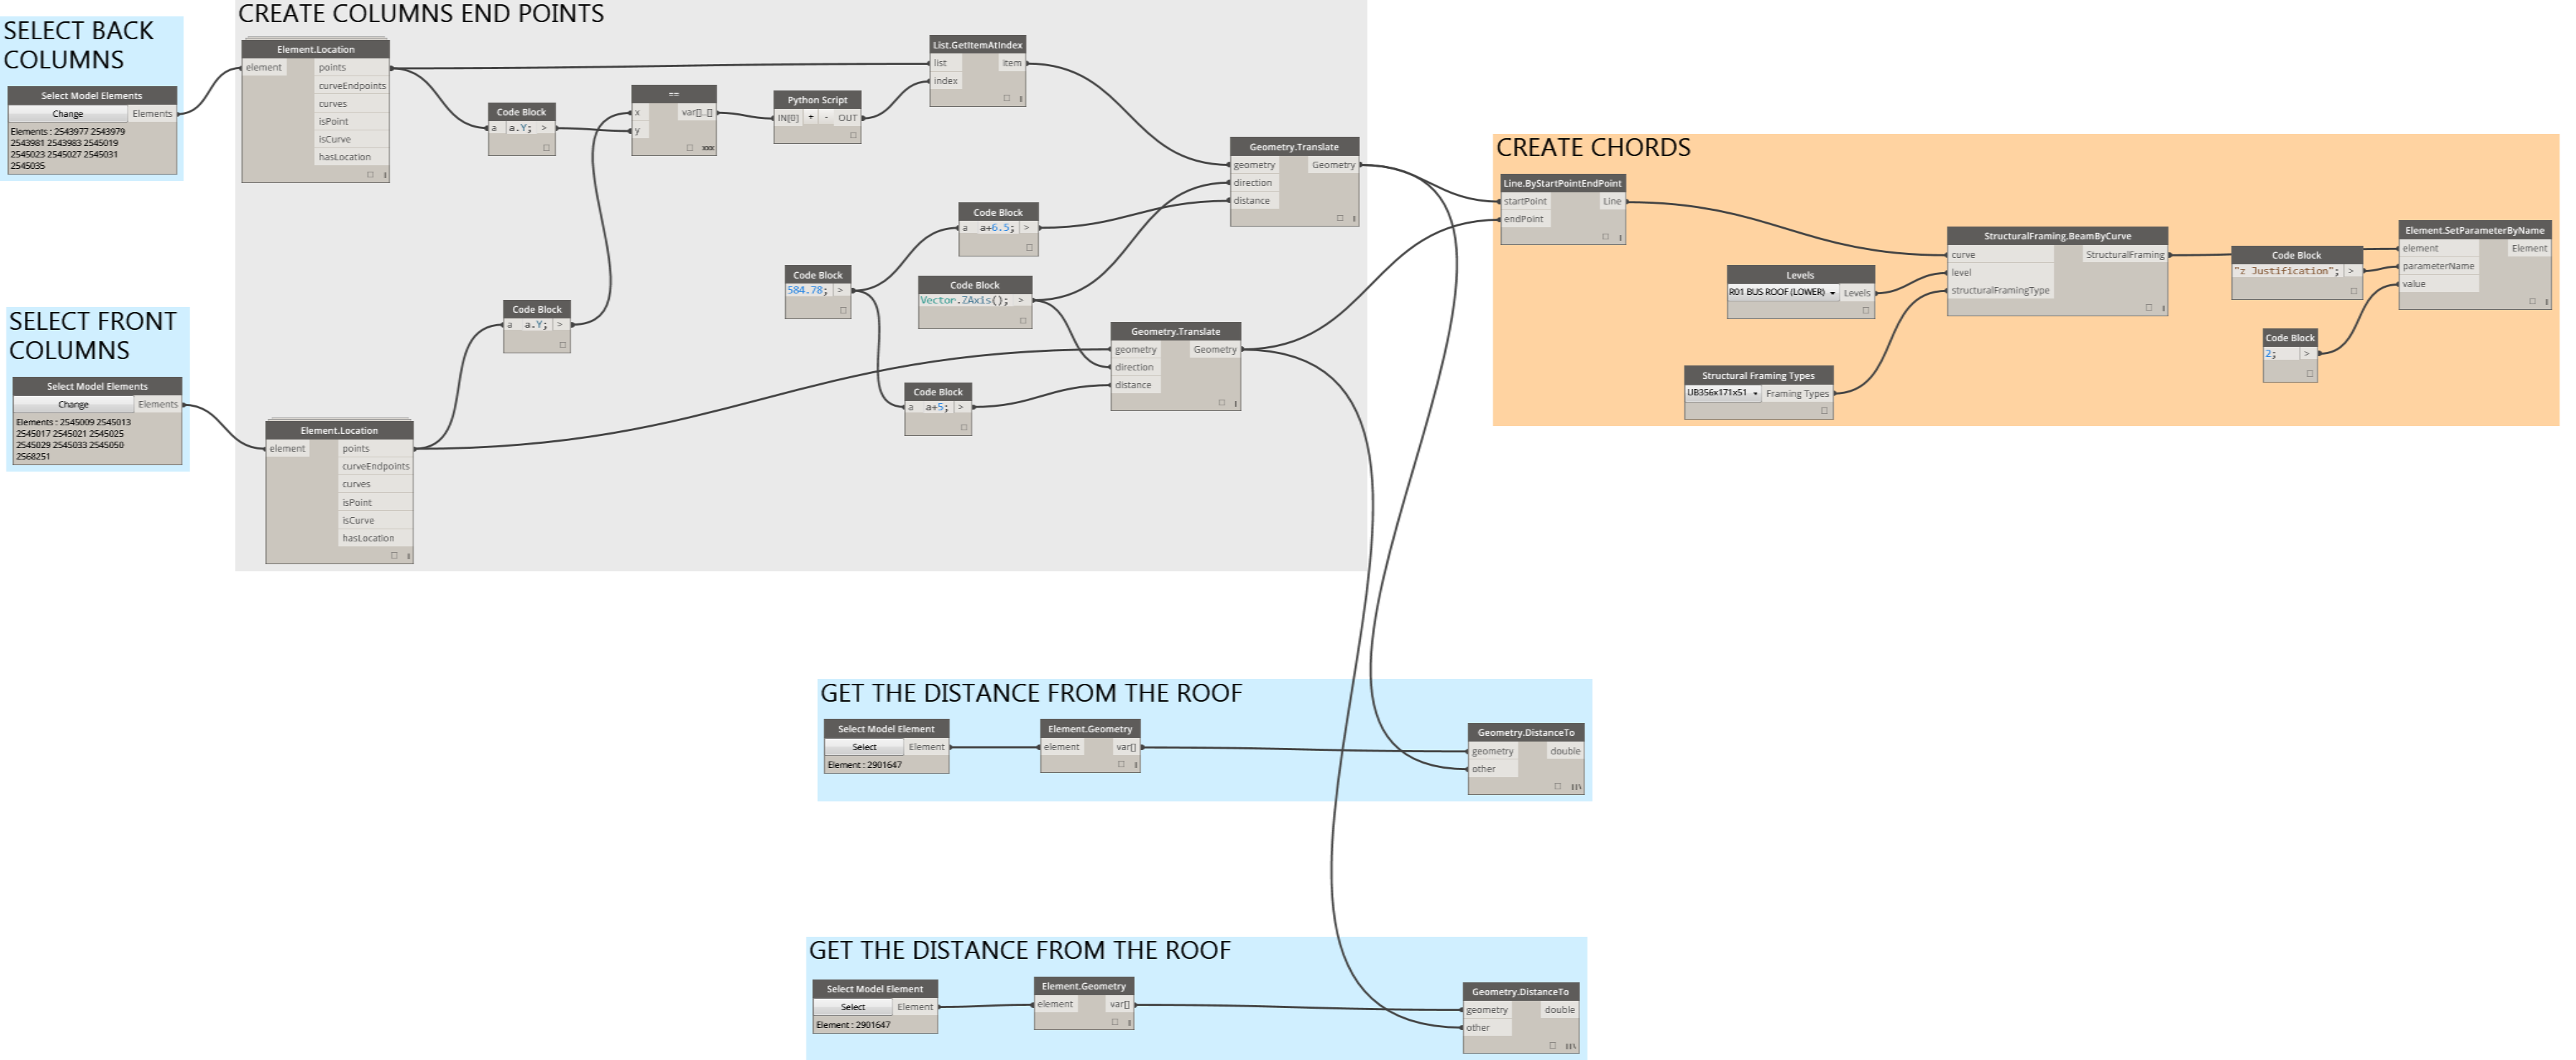 SELECT BACK
COLUMNS
Select Model Elements
Change Elements
Elements : 2543977 2543979
2543981 2543983 2545019
2545023 2545027 2545031
2545035
SELECT FRONT
COLUMNS
Select Model Elements
Change Elements
Elements : 2545009 2545013
2545017 2545021 2545025
2545029 2545033 2545050
2568251
CREATE COLUMNS END POINTS
Element.Location
element points
curveEndpoints
curves
isPoint
isCurve
hasLocation
Code Block
a a.Y; >
==
x var[]..[]
y
xxx
Python Script
IN[0] + - OUT
List.GetItemAtIndex
list item
index
Geometry.Translate
geometry Geometry
direction
distance
Code Block
a a+6.5; >
Code Block
584.78; >
Code Block
Vector.ZAxis(); >
Code Block
a a.Y; >
Geometry.Translate
geometry Geometry
direction
distance
Code Block
a a+5; >
Element.Location
element points
curveEndpoints
curves
isPoint
isCurve
hasLocation
CREATE CHORDS
Line.ByStartPointEndPoint
startPoint Line
endPoint
Levels
R01 BUS ROOF (LOWER) Levels
Structural Framing Types
UB356x171x51 Framing Types
StructuralFraming.BeamByCurve
curve StructuralFraming
level
structuralFramingType
Code Block
"z Justification"; >
Code Block
2; >
Element.SetParameterByName
element Element
parameterName
value
GET THE DISTANCE FROM THE ROOF
Select Model Element
Select Element
Element : 2901647
Element.Geometry
element var[]
Geometry.DistanceTo
geometry double
other
GET THE DISTANCE FROM THE ROOF
Select Model Element
Select Element
Element : 2901647
Element.Geometry
element var[]
Geometry.DistanceTo
geometry double
other